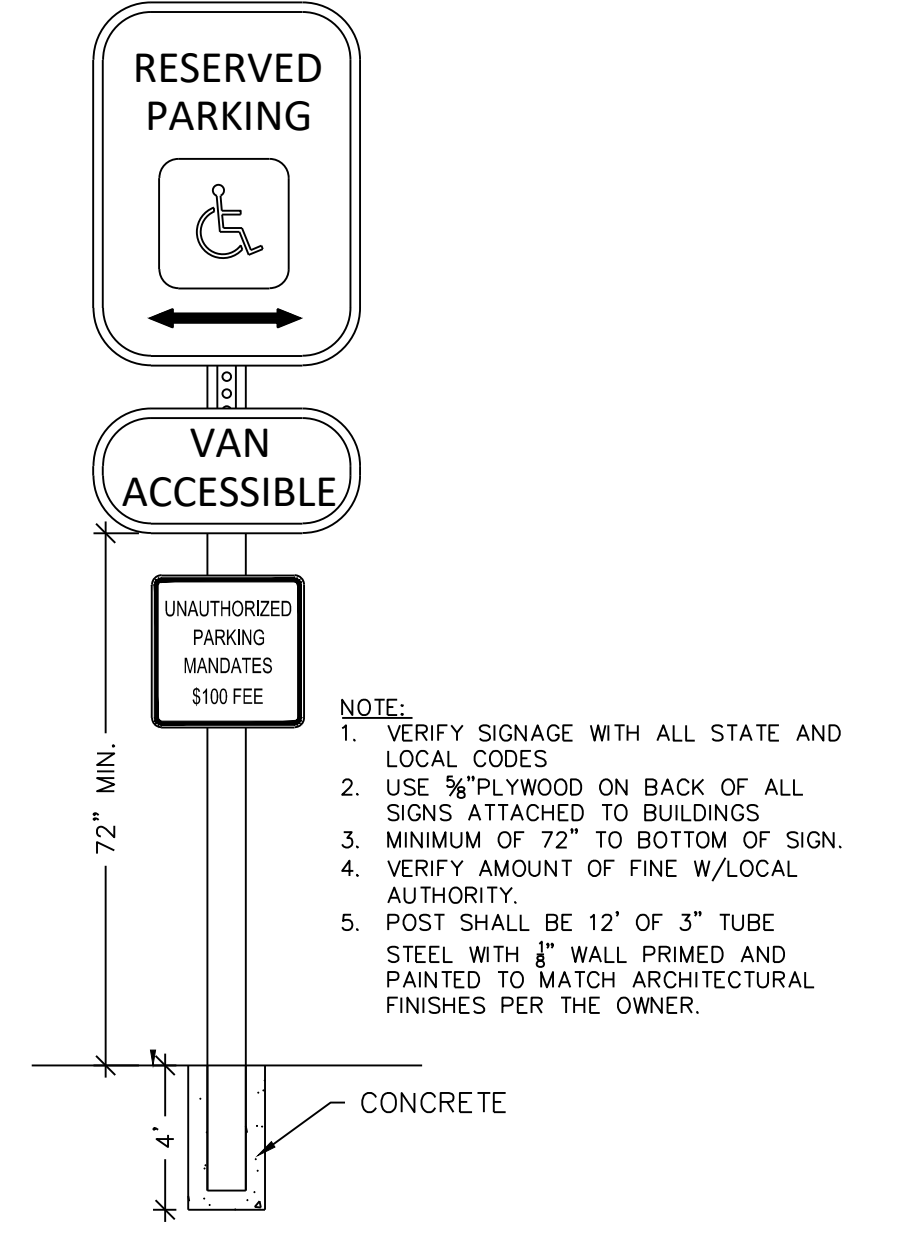 RESERVED
PARKING
VAN
ACCESSIBLE
UNAUTHORIZED
PARKING
MANDATES
$100 FEE
72" MIN.
4'
CONCRETE
NOTE:
1. VERIFY SIGNAGE WITH ALL STATE AND
LOCAL CODES
2. USE ⅝"PLYWOOD ON BACK OF ALL
SIGNS ATTACHED TO BUILDINGS
3. MINIMUM OF 72" TO BOTTOM OF SIGN.
4. VERIFY AMOUNT OF FINE W/LOCAL
AUTHORITY.
5. POST SHALL BE 12' OF 3" TUBE
STEEL WITH ⅛" WALL PRIMED AND
PAINTED TO MATCH ARCHITECTURAL
FINISHES PER THE OWNER.